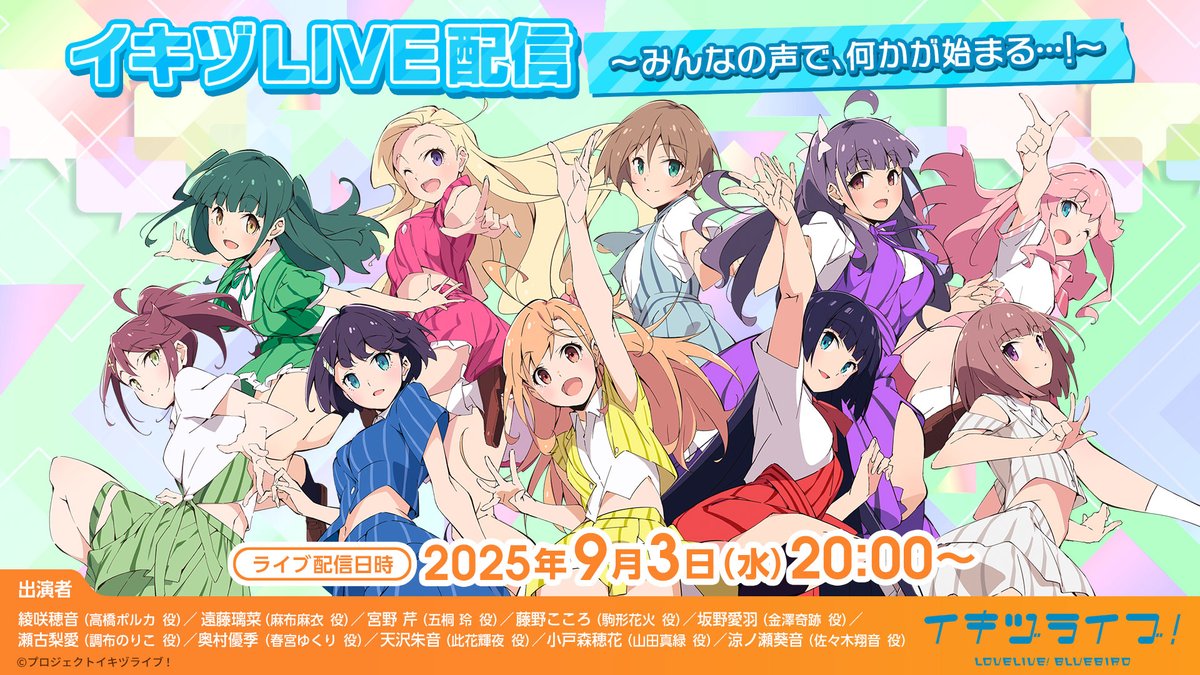 イキヅLIVE配信
～みんなの声で、何かが始まる…!～
ライブ配信日時 2025年9月3日(水) 20:00～
出演者
綾咲穂音（高橋ポルカ 役）／遠藤璃菜（麻布麻衣 役）／宮野 芹（五桐 玲 役）／藤野こころ（駒形花火 役）／坂野愛羽（金澤奇跡 役）／
瀬古梨愛（調布のりこ 役）／奥村優季（春宮ゆくり 役）／天沢朱音（此花輝夜 役）／小戸森穂花（山田真緑 役）／涼ノ瀬葵音（佐々木翔音 役）
©プロジェクトイキヅライブ！
イキヅライブ!
LOVELIVE! BLUEBIRD